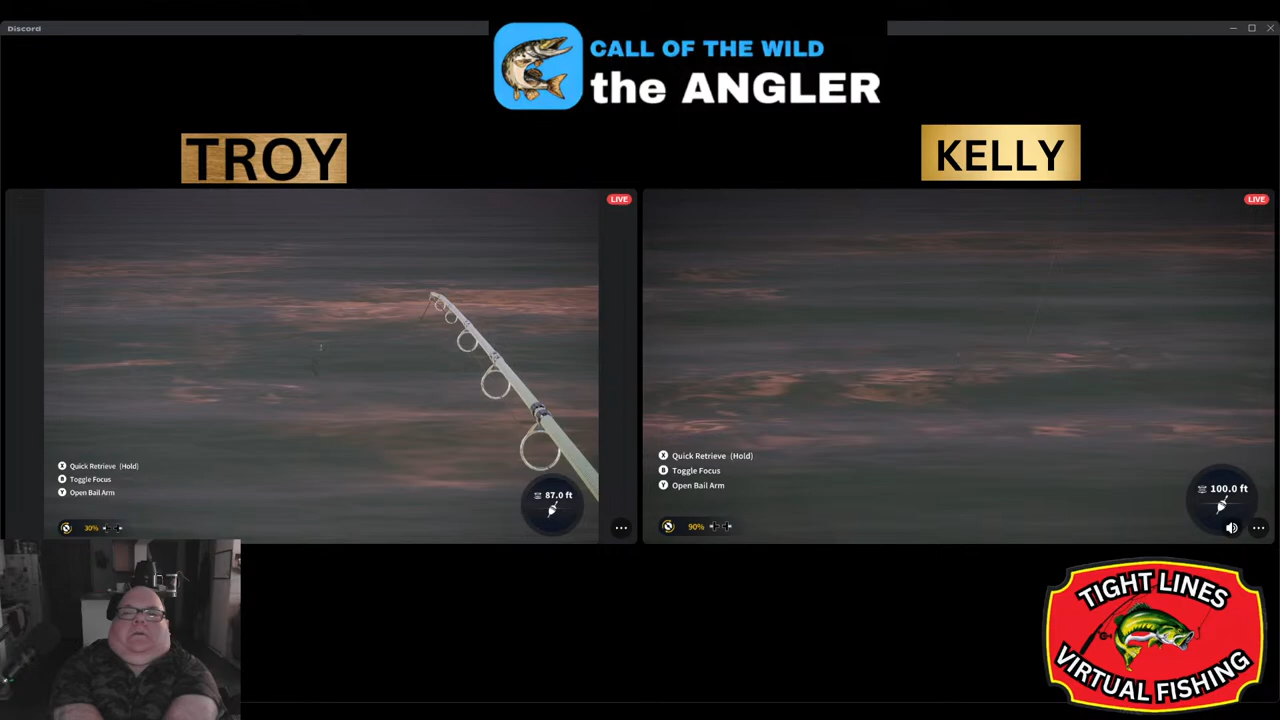 Discord
CALL OF THE WILD
the ANGLER
TROY
KELLY
LIVE
LIVE
X Quick Retrieve (Hold)
B Toggle Focus
Y Open Bail Arm
87.0 ft
30%
X Quick Retrieve (Hold)
B Toggle Focus
Y Open Bail Arm
100.0 ft
90%
TIGHT LINES
VIRTUAL FISHING